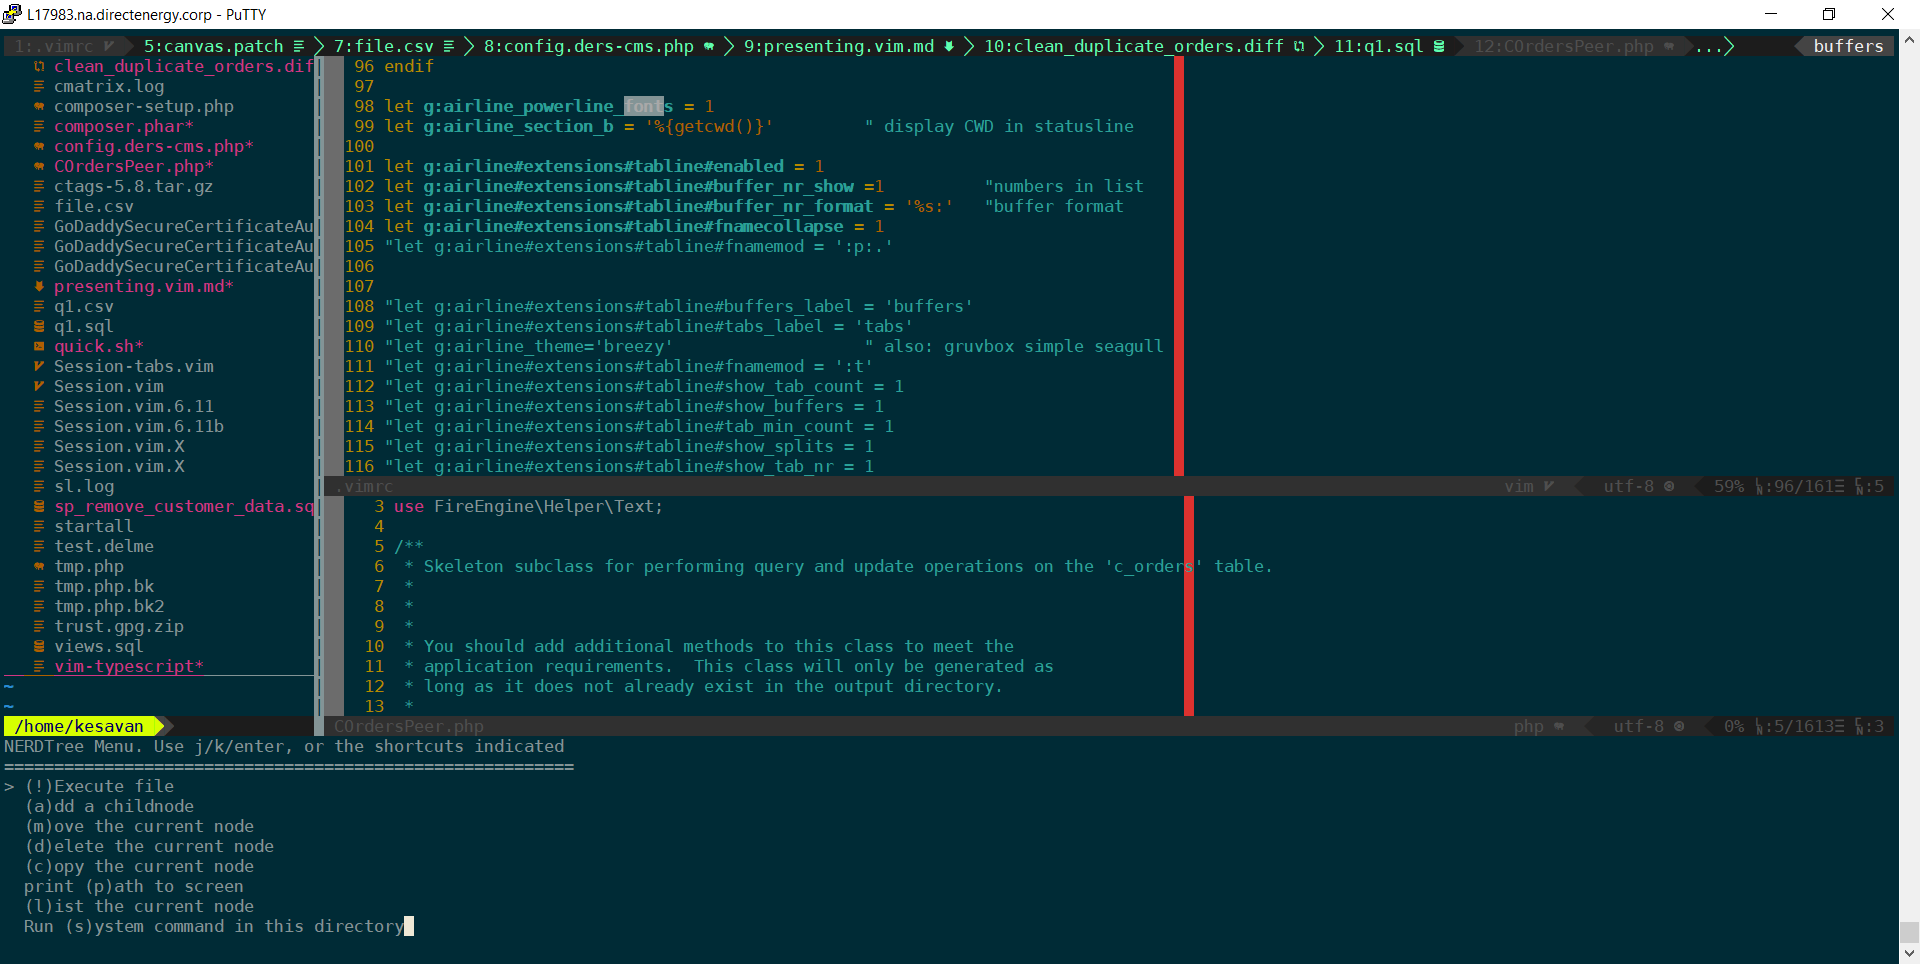 L17983.na.directenergy.corp - PuTTY
1:.vimrc 5:canvas.patch 7:file.csv 8:config.ders-cms.php 9:presenting.vim.md 10:clean_duplicate_orders.diff 11:q1.sql 12:COrdersPeer.php ... buffers
clean_duplicate_orders.dif
cmatrix.log
composer-setup.php
composer.phar*
config.ders-cms.php*
COrdersPeer.php*
ctags-5.8.tar.gz
file.csv
GoDaddySecureCertificateAu
GoDaddySecureCertificateAu
GoDaddySecureCertificateAu
presenting.vim.md*
q1.csv
q1.sql
quick.sh*
Session-tabs.vim
Session.vim
Session.vim.6.11
Session.vim.6.11b
Session.vim.X
Session.vim.X
sl.log
sp_remove_customer_data.sq
startall
test.delme
tmp.php
tmp.php.bk
tmp.php.bk2
trust.gpg.zip
views.sql
vim-typescript*
~
~
/home/kesavan
96 endif
97
98 let g:airline_powerline_fonts = 1
99 let g:airline_section_b = '%{getcwd()}' " display CWD in statusline
100
101 let g:airline#extensions#tabline#enabled = 1
102 let g:airline#extensions#tabline#buffer_nr_show =1 "numbers in list
103 let g:airline#extensions#tabline#buffer_nr_format = '%s:' "buffer format
104 let g:airline#extensions#tabline#fnamecollapse = 1
105 "let g:airline#extensions#tabline#fnamemod = ':p:.'
106
107
108 "let g:airline#extensions#tabline#buffers_label = 'buffers'
109 "let g:airline#extensions#tabline#tabs_label = 'tabs'
110 "let g:airline_theme='breezy' " also: gruvbox simple seagull
111 "let g:airline#extensions#tabline#fnamemod = ':t'
112 "let g:airline#extensions#tabline#show_tab_count = 1
113 "let g:airline#extensions#tabline#show_buffers = 1
114 "let g:airline#extensions#tabline#tab_min_count = 1
115 "let g:airline#extensions#tabline#show_splits = 1
116 "let g:airline#extensions#tabline#show_tab_nr = 1
.vimrc vim utf-8 59% :96/161 :5
3 use FireEngine\Helper\Text;
4
5 /**
6 * Skeleton subclass for performing query and update operations on the 'c_orders' table.
7 *
8 *
9 *
10 * You should add additional methods to this class to meet the
11 * application requirements.  This class will only be generated as
12 * long as it does not already exist in the output directory.
13 *
COrdersPeer.php php utf-8 0% :5/1613 :3
NERDTree Menu. Use j/k/enter, or the shortcuts indicated
=========================================================
> (!)Execute file
(a)dd a childnode
(m)ove the current node
(d)elete the current node
(c)opy the current node
print (p)ath to screen
(l)ist the current node
Run (s)ystem command in this directory